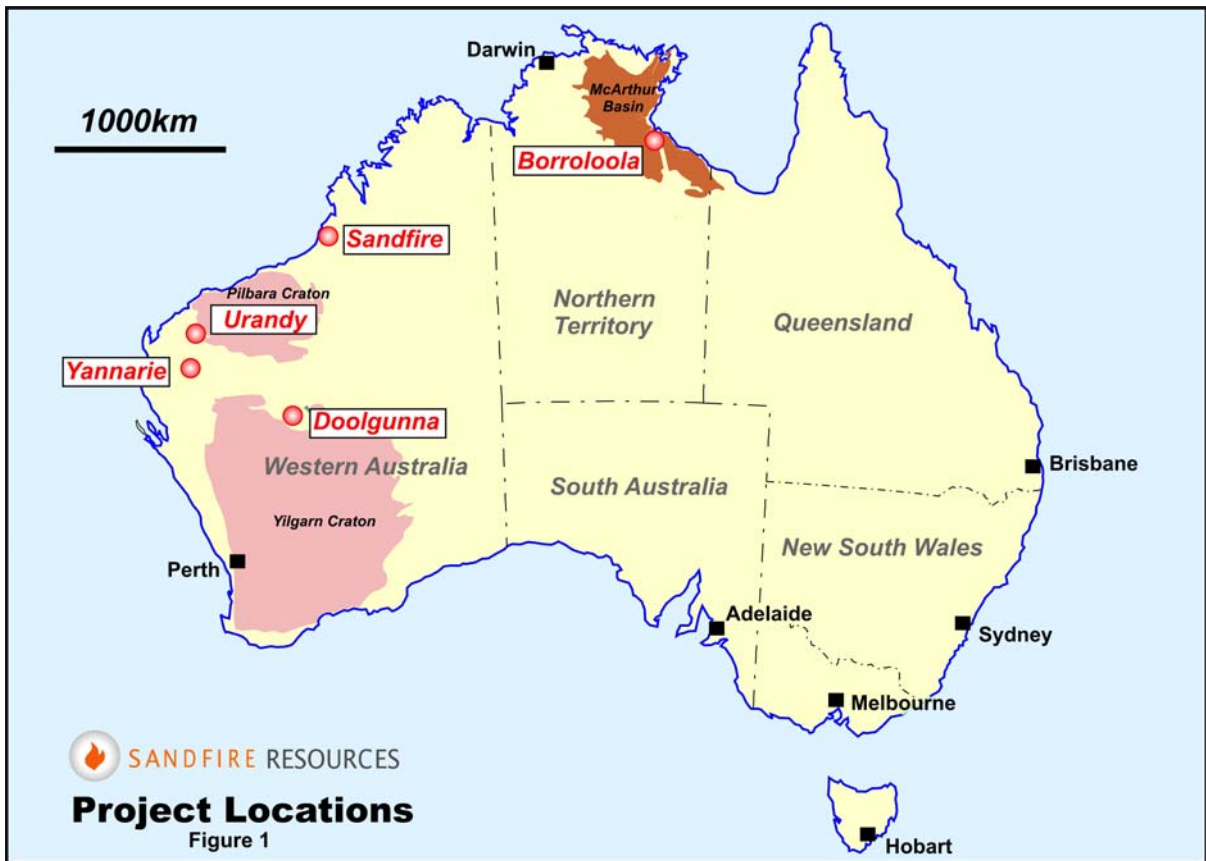 Darwin
McArthur
Basin
1000km
Borroloola
Sandfire
Pilbara Craton
Urandy
Northern
Territory
Queensland
Yannarie
Doolgunna
Western Australia
South Australia
Brisbane
Yilgarn Craton
New South Wales
Perth
Adelaide
Sydney
Melbourne
SANDFIRE RESOURCES
Project Locations
Figure 1
Hobart